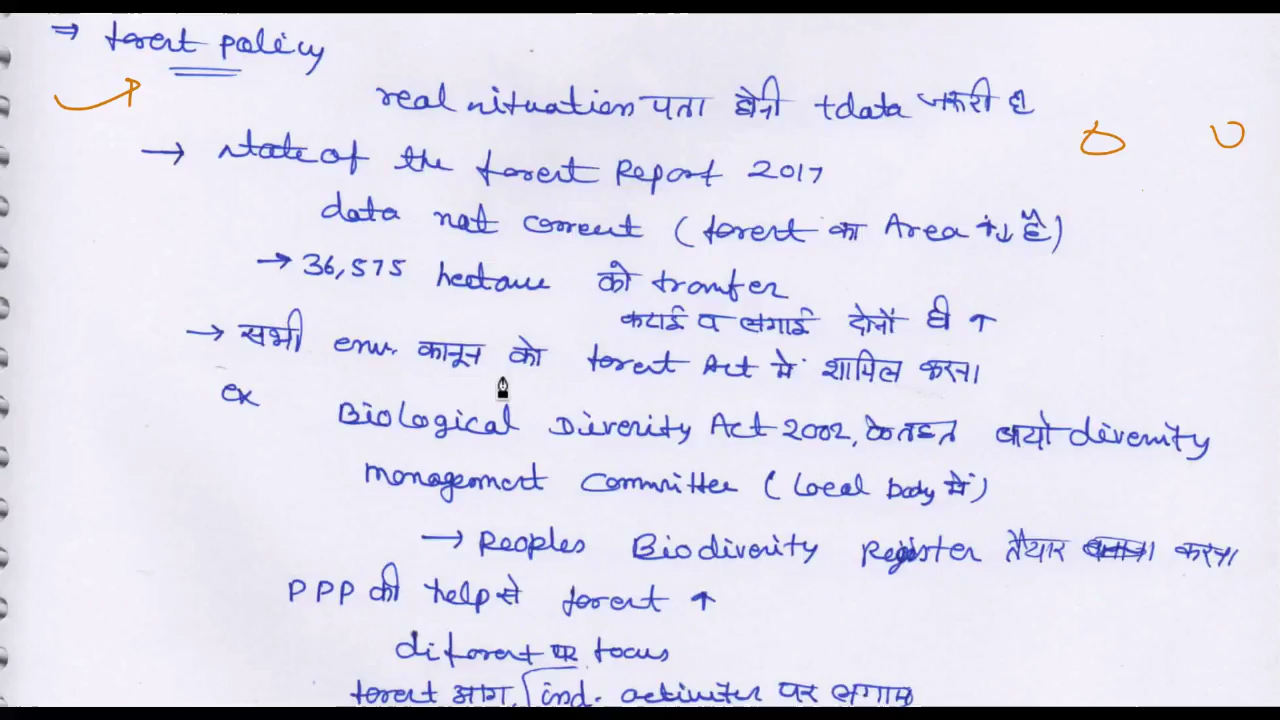 ⇒ forest policy
real situation पता होनी + data जरूरी है
→ State of the forest Report 2017
data not correct (forest का Area ↑↓ में है)
→ 36,575 hectare को transfer
कटाई व लगाई दोनों ही ↑
→ सभी env. कानून को forest Act में शामिल करना
ex
Biological Diversity Act 2002, के तहत बायो diversity
management Committee (Local body में)
→ Peoples Biodiversity Register तैयार करना
PPP की help से forest ↑
diforest पर focus
forest आग, ind. activities पर लगाम